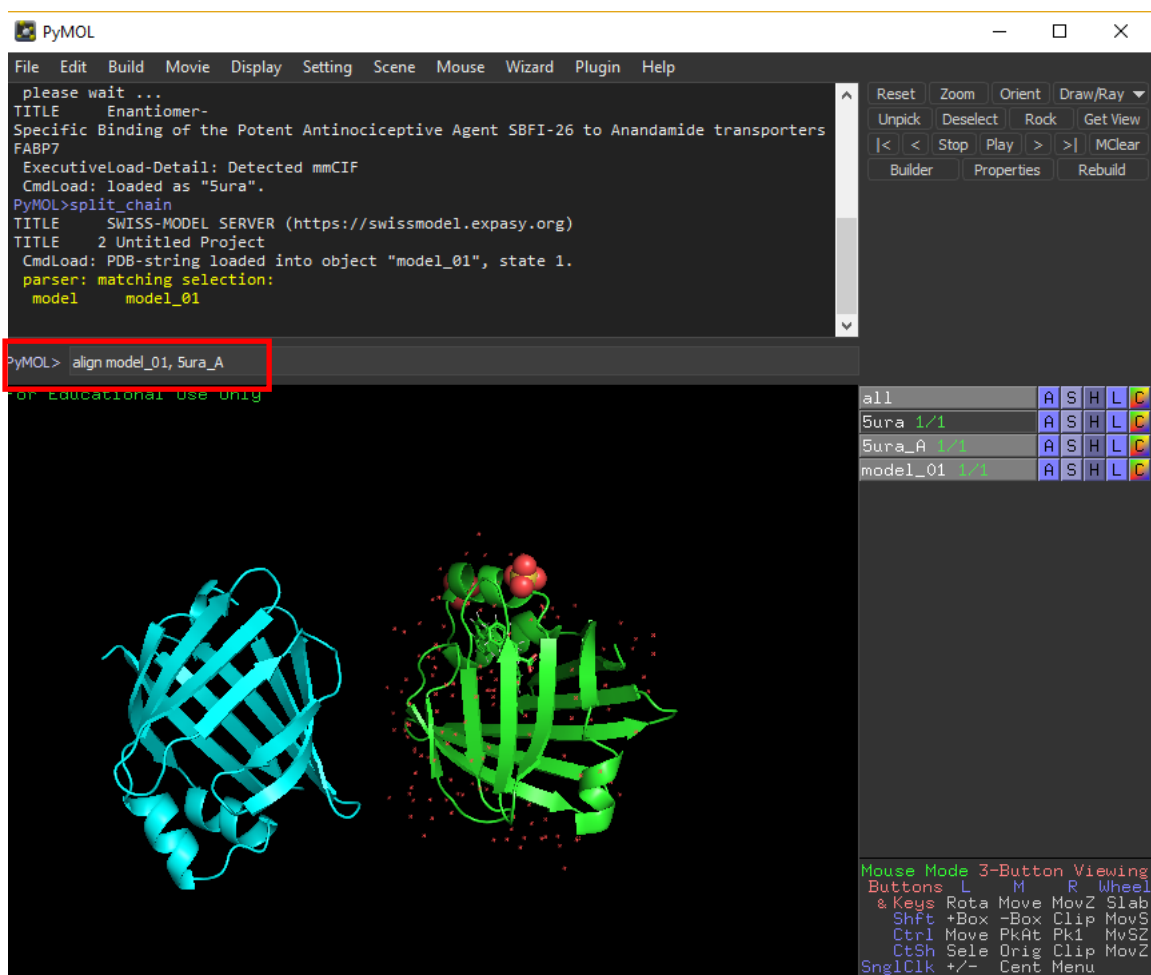 PyMOL
File Edit Build Movie Display Setting Scene Mouse Wizard Plugin Help
please wait ...
TITLE Enantiomer-
Specific Binding of the Potent Antinociceptive Agent SBFI-26 to Anandamide transporters
FABP7
ExecutiveLoad-Detail: Detected mmCIF
CmdLoad: loaded as "5ura".
PyMOL>split_chain
TITLE SWISS-MODEL SERVER (https://swissmodel.expasy.org)
TITLE 2 Untitled Project
CmdLoad: PDB-string loaded into object "model_01", state 1.
parser: matching selection:
model model_01
Reset Zoom Orient Draw/Ray
Unpick Deselect Rock Get View
|< < Stop Play > >| MClear
Builder Properties Rebuild
PyMOL> align model_01, 5ura_A
For Educational Use Only
all A S H L C
5ura 1/1 A S H L C
5ura_A 1/1 A S H L C
model_01 1/1 A S H L C
Mouse Mode 3-Button Viewing
Buttons L M R Wheel
& Keys Rota Move MovZ Slab
Shft +Box -Box Clip MovS
Ctrl Move PkAt Pk1 MvSZ
CtSh Sele Orig Clip MovZ
SnglClk +/- Cent Menu